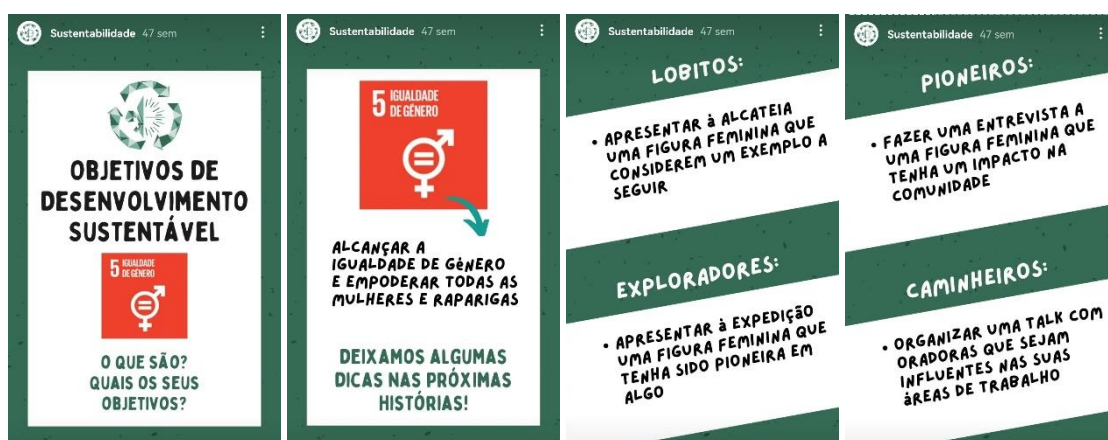 Sustentabilidade 47 sem
OBJETIVOS DE
DESENVOLVIMENTO
SUSTENTÁVEL
5 IGUALDADE
DE GÉNERO
O QUE SÃO?
QUAIS OS SEUS
OBJETIVOS?
Sustentabilidade 47 sem
5 IGUALDADE
DE GÉNERO
ALCANÇAR A
IGUALDADE DE GÊNERO
E EMPODERAR TODAS AS
MULHERES E RAPARIGAS
DEIXAMOS ALGUMAS
DICAS NAS PRÓXIMAS
HISTÓRIAS!
Sustentabilidade 47 sem
LOBITOS:
• APRESENTAR à ALCATEIA
UMA FIGURA FEMININA QUE
CONSIDEREM UM EXEMPLO A
SEGUIR
EXPLORADORES:
• APRESENTAR à EXPEDIÇÃO
UMA FIGURA FEMININA QUE
TENHA SIDO PIONEIRA EM
ALGO
Sustentabilidade 47 sem
PIONEIROS:
• FAZER UMA ENTREVISTA A
UMA FIGURA FEMININA QUE
TENHA UM IMPACTO NA
COMUNIDADE
CAMINHEIROS:
• ORGANIZAR UMA TALK COM
ORADORAS QUE SEJAM
INFLUENTES NAS SUAS
áREAS DE TRABALHO